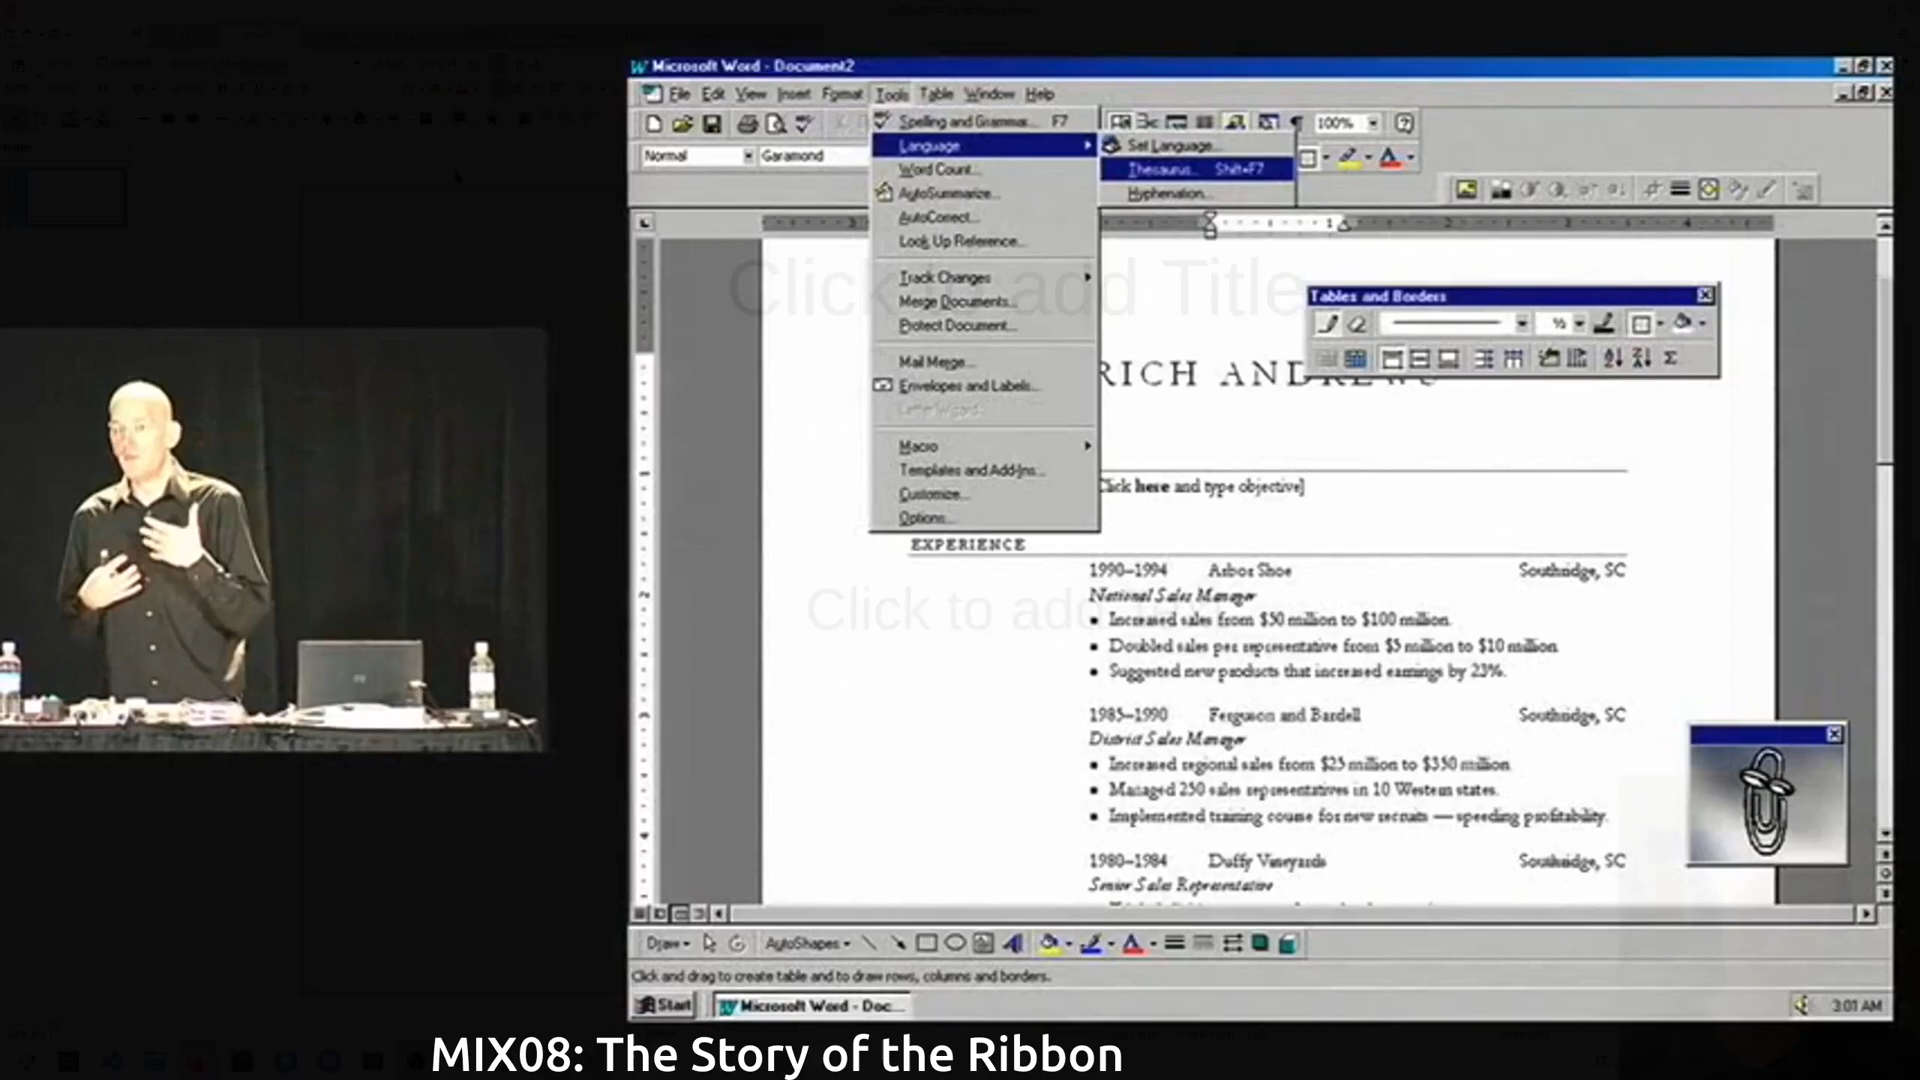 Microsoft Word - Document2
File Edit View Insert Format Tools Table Window Help
Spelling and Grammar... F7
100%
Normal Garamond
Language
Set Language...
Word Count...
Thesaurus... Shift+F7
AutoSummarize...
Hyphenation...
AutoCorrect...
Look Up Reference...
Track Changes
Merge Documents...
Protect Document...
Mail Merge...
Envelopes and Labels...
Letter Wizard...
Macro
Templates and Add-Ins...
Customize...
Options...
Click to add Title
Tables and Borders
½
RICH ANDREWS
Click here and type objective]
EXPERIENCE
1990–1994 Arbor Shoe Southridge, SC
National Sales Manager
Increased sales from $50 million to $100 million.
Doubled sales per representative from $5 million to $10 million.
Suggested new products that increased earnings by 23%.
Click to add
1985–1990 Ferguson and Bardell Southridge, SC
District Sales Manager
Increased regional sales from $25 million to $350 million.
Managed 250 sales representatives in 10 Western states.
Implemented training course for new recruits — speeding profitability.
1980–1984 Duffy Vineyards Southridge, SC
Senior Sales Representative
Draw AutoShapes
Click and drag to create table and to draw rows, columns and borders.
Start Microsoft Word - Doc... 3:01 AM
MIX08: The Story of the Ribbon